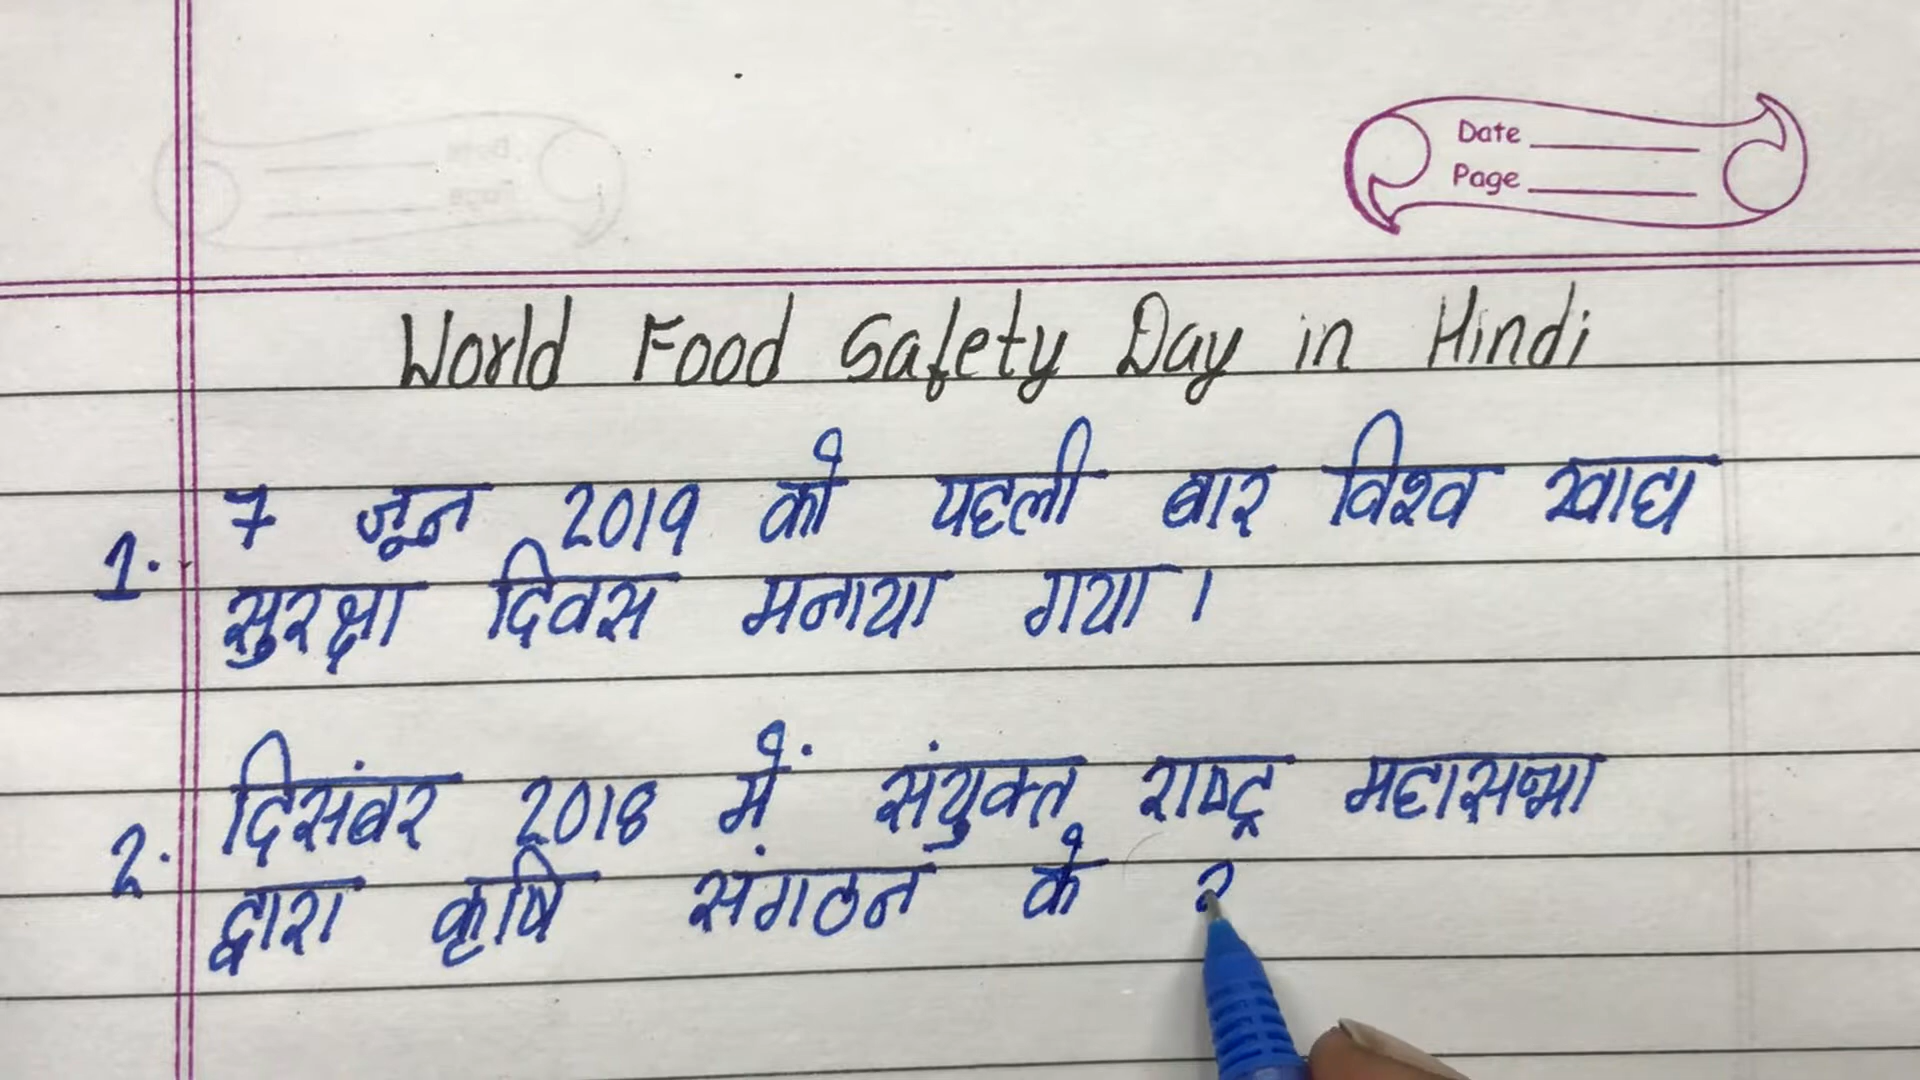 Date
Page
World Food Safety Day in Hindi
1. 7 जून 2019 को पहली बार विश्व खाद्य
सुरक्षा दिवस मनाया गया।
2. दिसंबर 2018 में संयुक्त राष्ट्र महासभा
द्वारा कृषि संगठन के